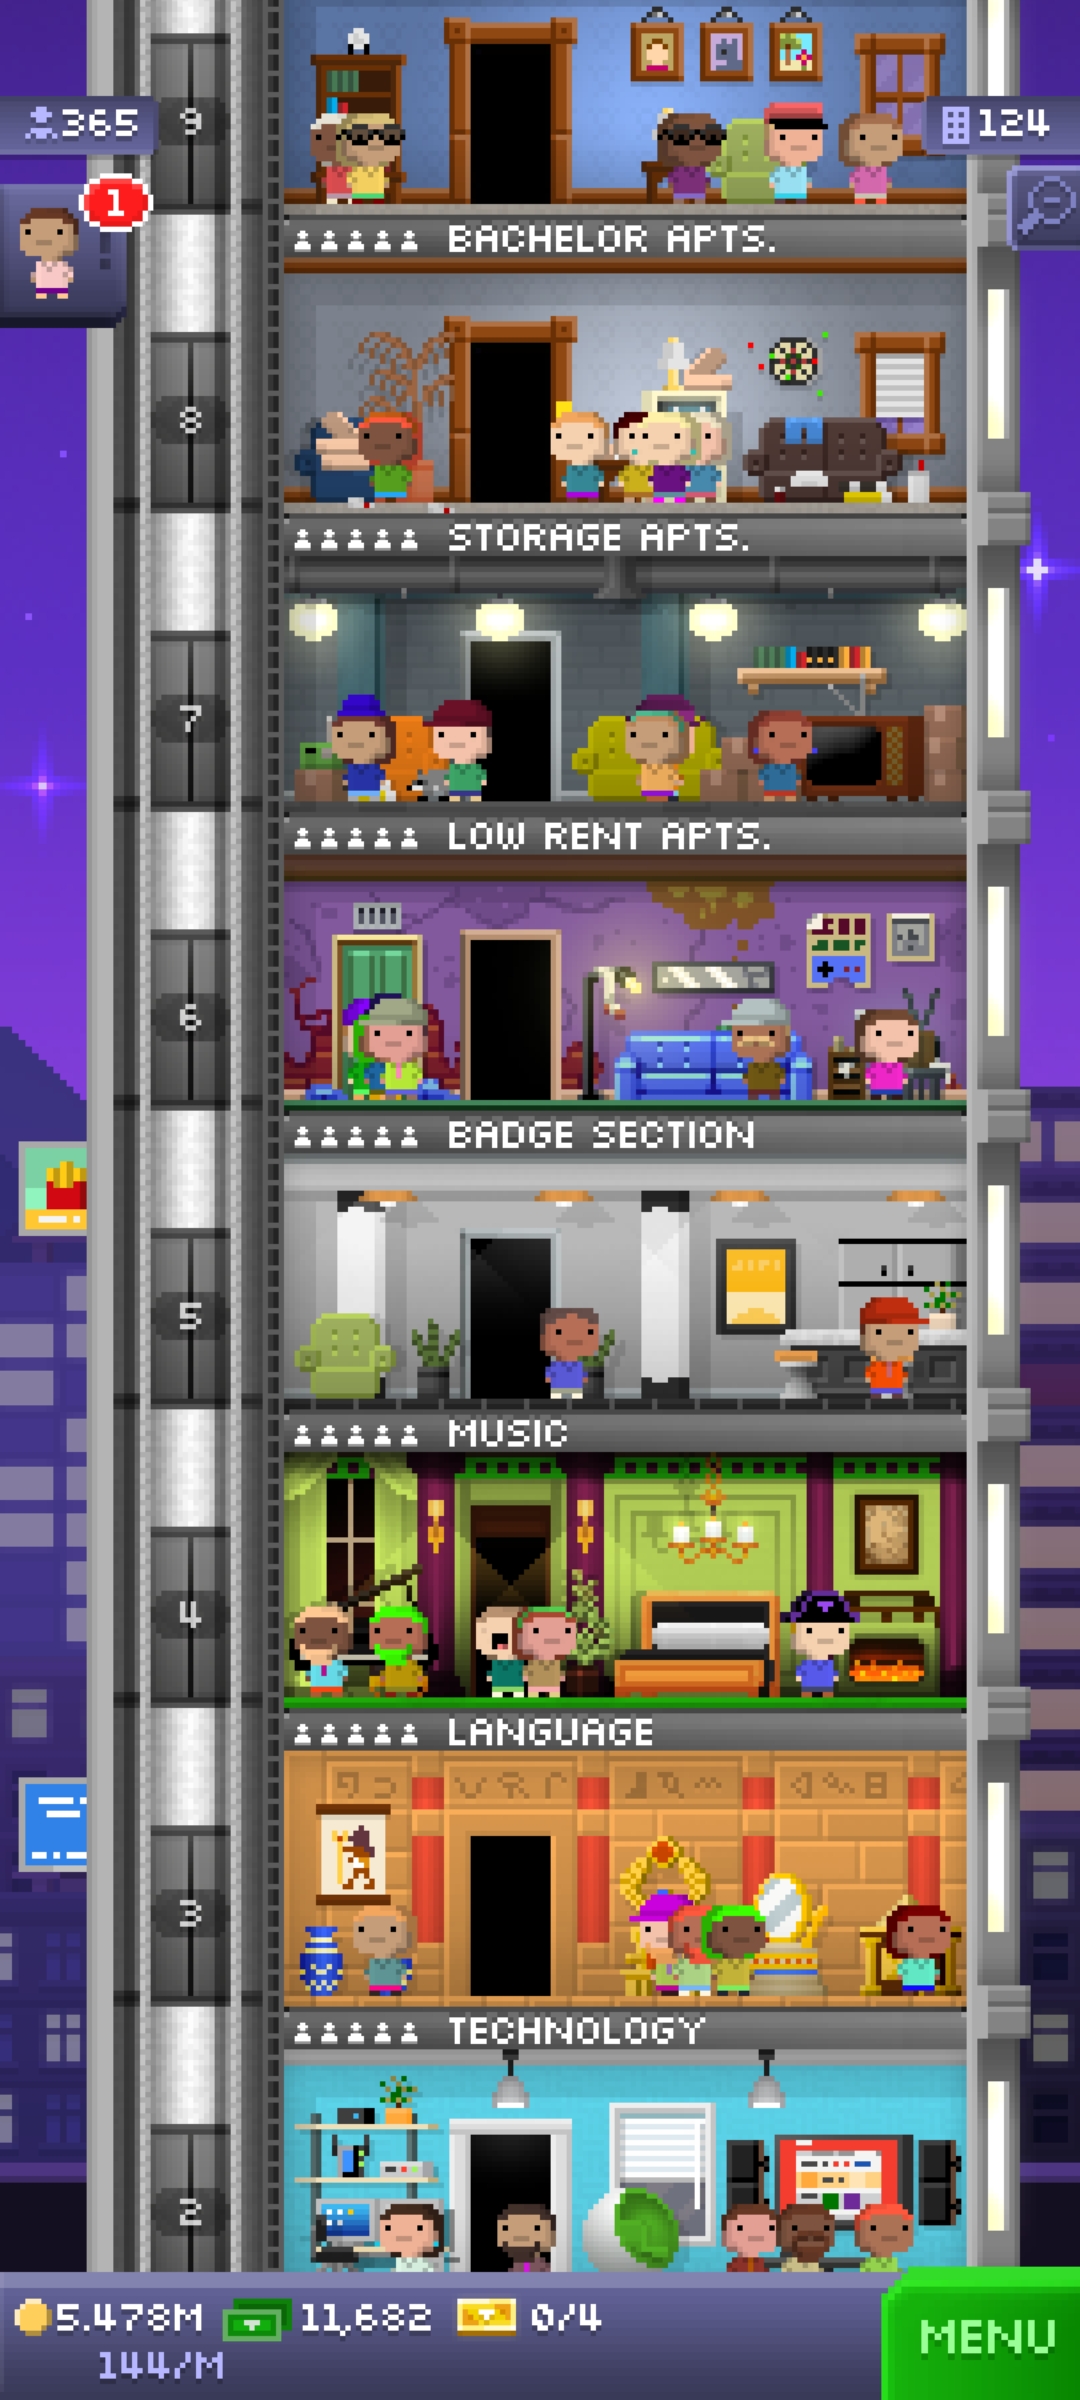 365
9
124
1
BACHELOR APTS.
8
STORAGE APTS.
7
LOW RENT APTS.
6
BADGE SECTION
5
MUSIC
4
LANGUAGE
3
TECHNOLOGY
2
5.478M 11,682 0/4
144/M
MENU